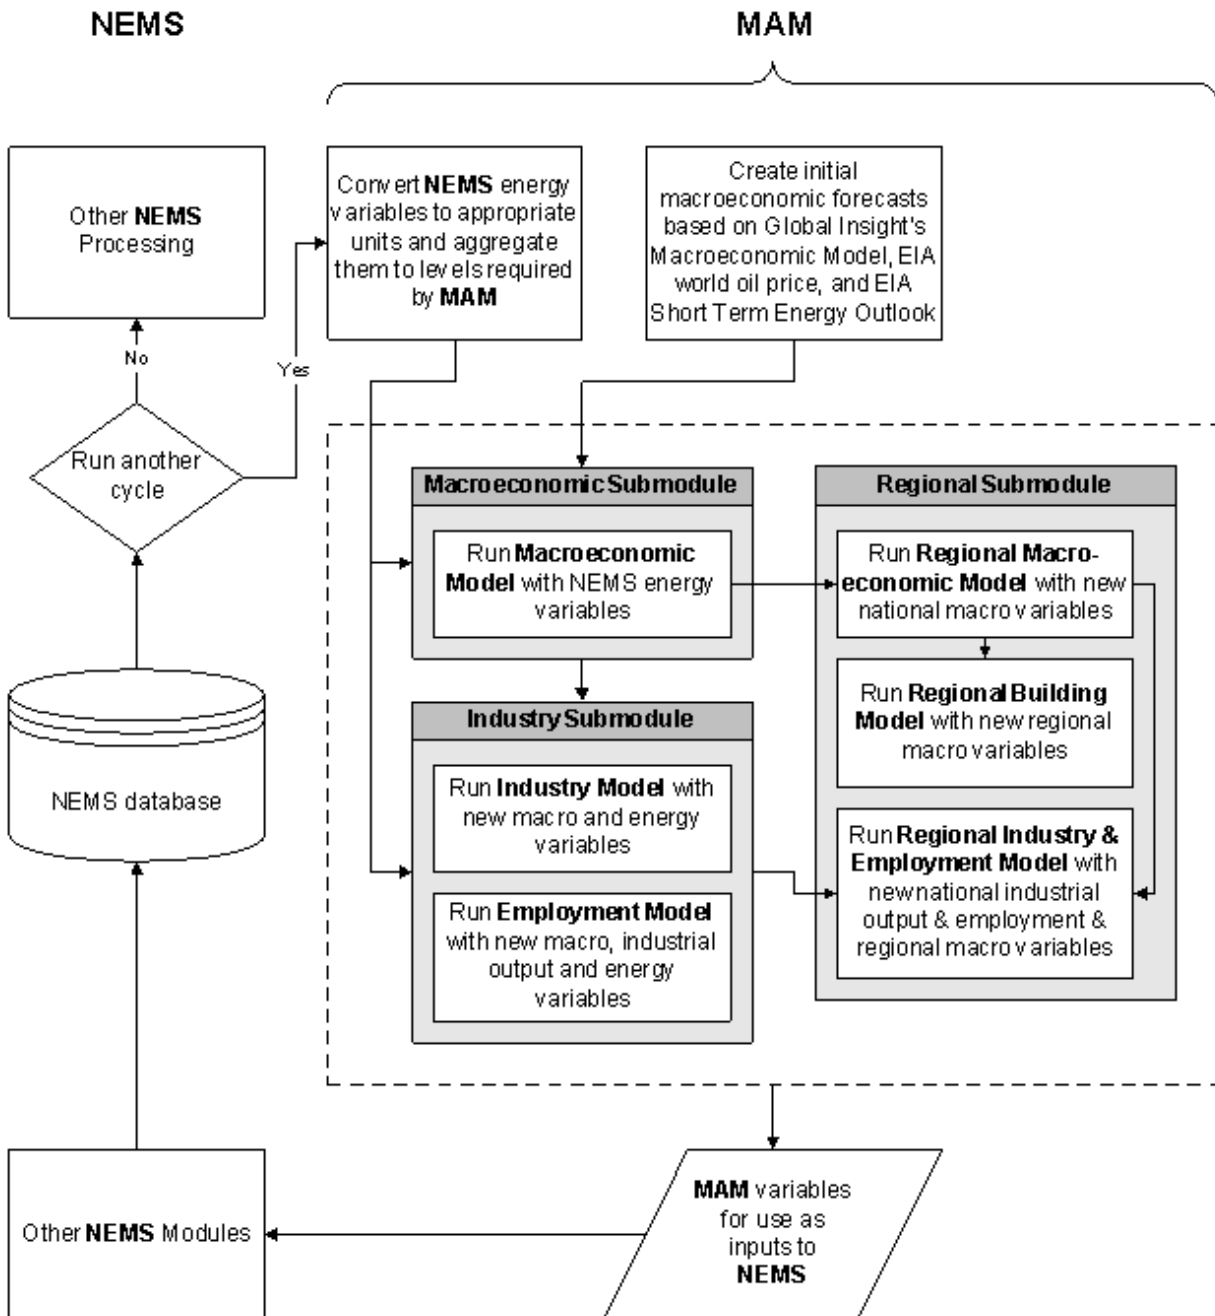 NEMS
MAM
Other NEMS
Processing
Convert NEMS energy
variables to appropriate
units and aggregate
them to levels required
by MAM
Create initial
macroeconomic forecasts
based on Global Insight's
Macroeconomic Model, EIA
world oil price, and EIA
Short Term Energy Outlook
No
Yes
Run another
cycle
Macroeconomic Submodule
Run Macroeconomic
Model with NEMS energy
variables
Regional Submodule
Run Regional Macro-
economic Model with new
national macro variables
Run Regional Building
Model with new regional
macro variables
Industry Submodule
Run Industry Model with
new macro and energy
variables
Run Employment Model
with new macro, industrial
output and energy
variables
Run Regional Industry &
Employment Model with
new national industrial
output & employment &
regional macro variables
NEMS database
Other NEMS Modules
MAM variables
for use as
inputs to
NEMS